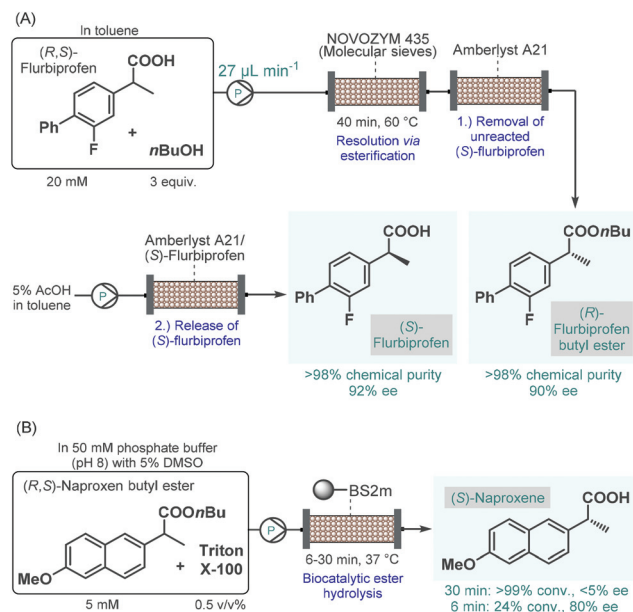 (A)
In toluene
(R,S)-
Flurbiprofen
COOH
Ph
F
+
nBuOH
20 mM
3 equiv.
27 µL min⁻¹
P
NOVOZYM 435
(Molecular sieves)
40 min, 60 °C
Resolution via
esterification
Amberlyst A21
1.) Removal of
unreacted
(S)-flurbiprofen
5% AcOH
in toluene
P
Amberlyst A21/
(S)-Flurbiprofen
2.) Release of
(S)-flurbiprofen
COOH
Ph
F
(S)-
Flurbiprofen
>98% chemical purity
92% ee
COOnBu
Ph
F
(R)-
Flurbiprofen
butyl ester
>98% chemical purity
90% ee
(B)
In 50 mM phosphate buffer
(pH 8) with 5% DMSO
(R,S)-Naproxen butyl ester
COOnBu
MeO
+
Triton
X-100
5 mM
0.5 v/v%
P
BS2m
6-30 min, 37 °C
Biocatalytic ester
hydrolysis
(S)-Naproxene
COOH
MeO
30 min: >99% conv., <5% ee
6 min: 24% conv., 80% ee